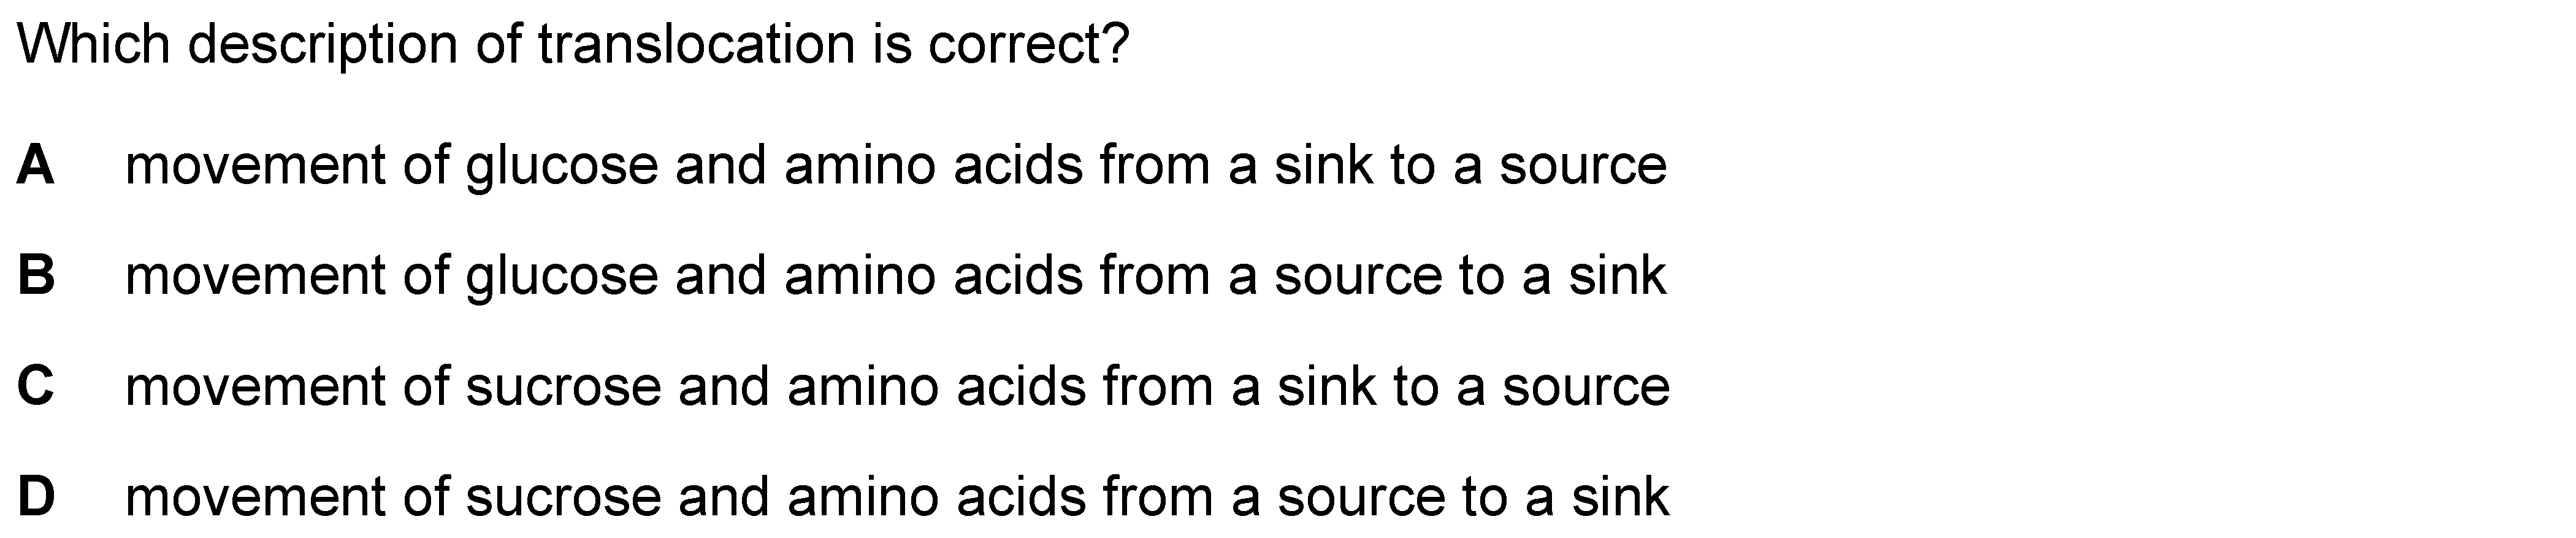 Which description of translocation is correct?
A movement of glucose and amino acids from a sink to a source
B movement of glucose and amino acids from a source to a sink
C movement of sucrose and amino acids from a sink to a source
D movement of sucrose and amino acids from a source to a sink